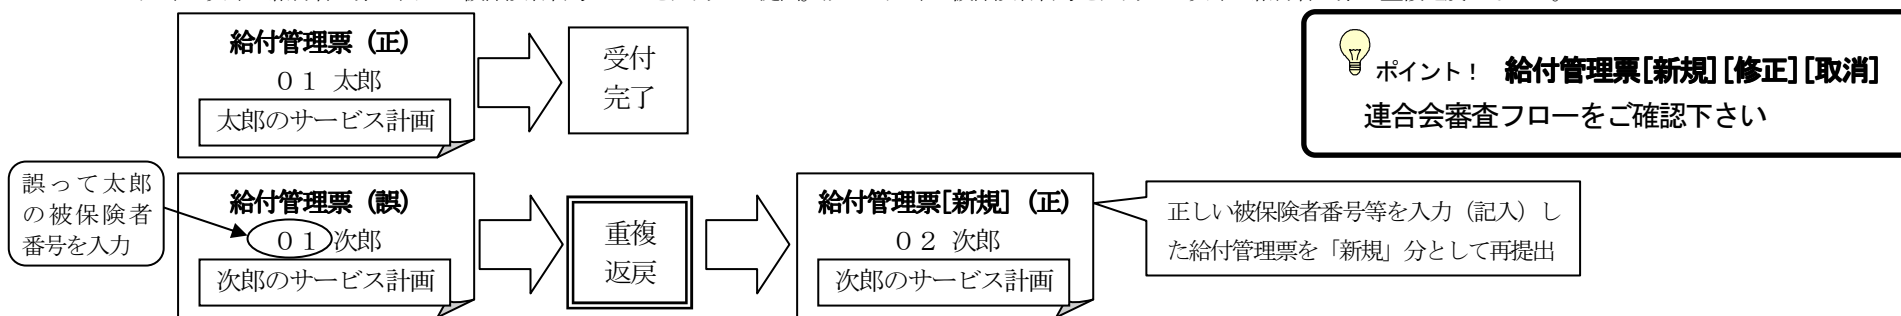 給付管理票（正）
０１ 太郎
太郎のサービス計画
受付
完了
ポイント！ 給付管理票[新規][修正][取消]
連合会審査フローをご確認下さい
誤って太郎
の被保険者
番号を入力
給付管理票（誤）
０１ 次郎
次郎のサービス計画
重複
返戻
給付管理票[新規]（正）
０２ 次郎
次郎のサービス計画
正しい被保険者番号等を入力（記入）し
た給付管理票を「新規」分として再提出